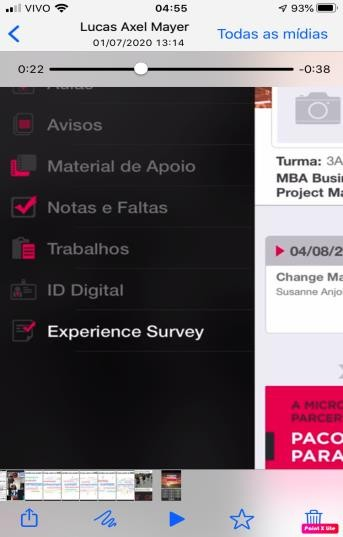 VIVO 04:55 93%
Lucas Axel Mayer
01/07/2020 13:14
Todas as mídias
0:22 -0:38
Aulas
Avisos
Material de Apoio
Notas e Faltas
Trabalhos
ID Digital
Experience Survey
Turma: 3A
MBA Busi
Project Ma
04/08/2
Change Ma
Susanne Anjo
A MICRO
PARCER
PACO
PARA
Point X lite